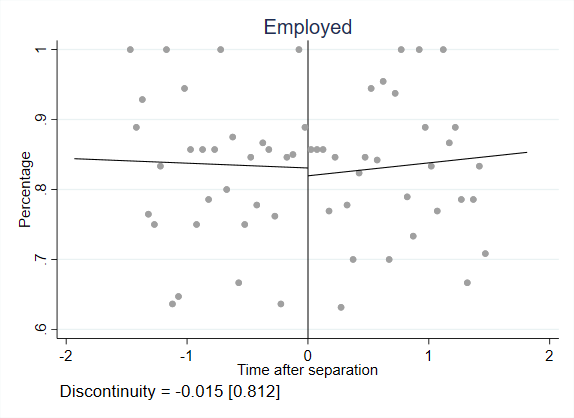 Employed
Percentage
1
.9
.8
.7
.6
-2 -1 0 1 2
Time after separation
Discontinuity = -0.015 [0.812]